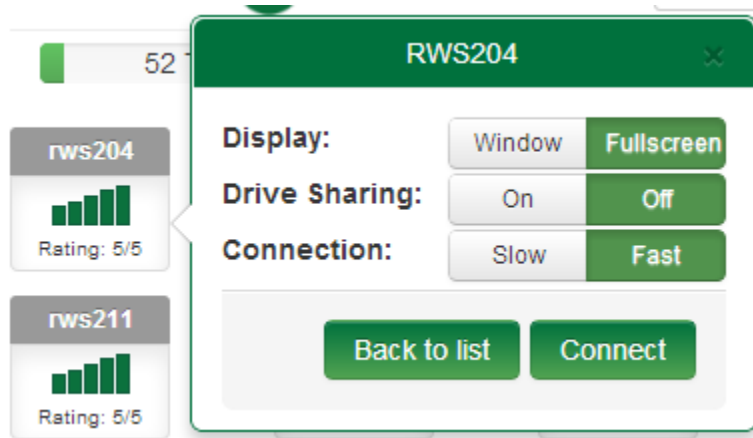 52
RWS204
rws204
Rating: 5/5
Display: Window Fullscreen
Drive Sharing: On Off
Connection: Slow Fast
Back to list Connect
rws211
Rating: 5/5